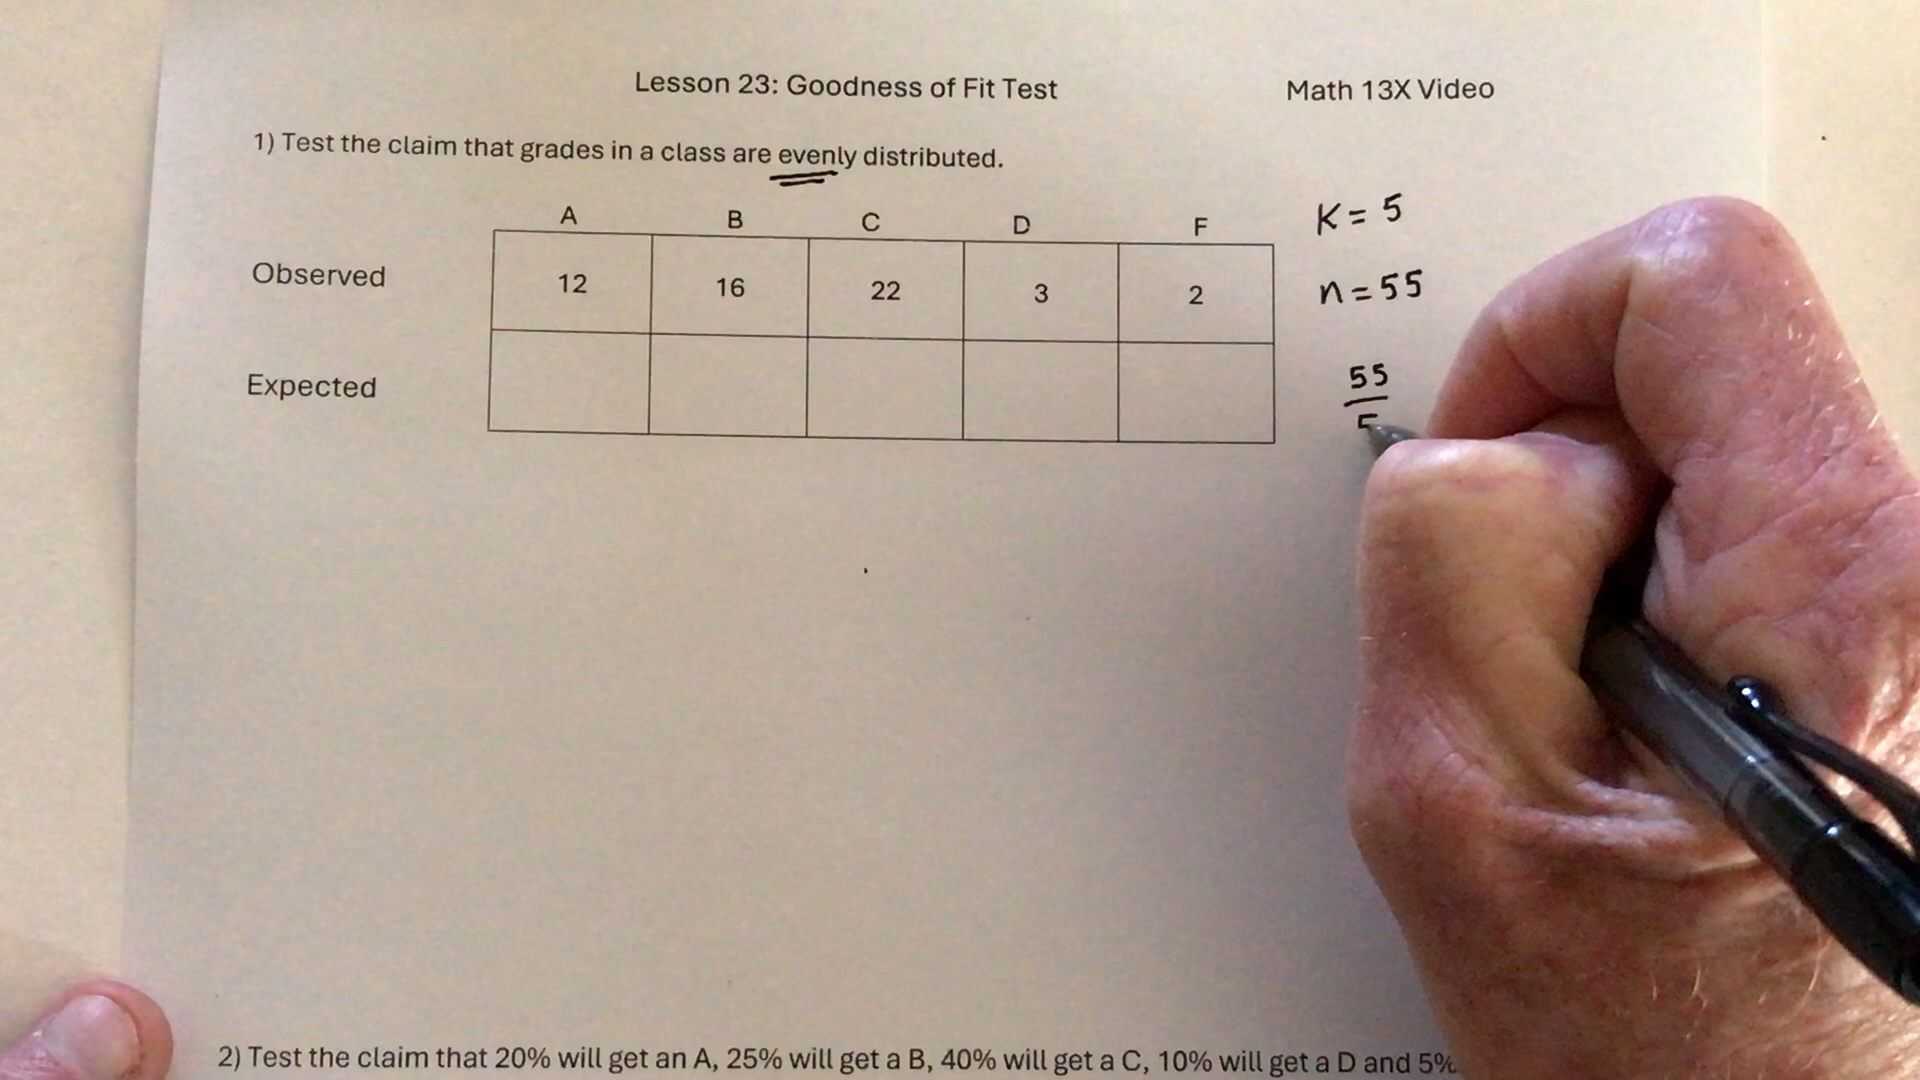 Lesson 23: Goodness of Fit Test
Math 13X Video
1) Test the claim that grades in a class are evenly distributed.
A B C D F
Observed 12 16 22 3 2
Expected
K = 5
n = 55
55
5
2) Test the claim that 20% will get an A, 25% will get a B, 40% will get a C, 10% will get a D and 5%